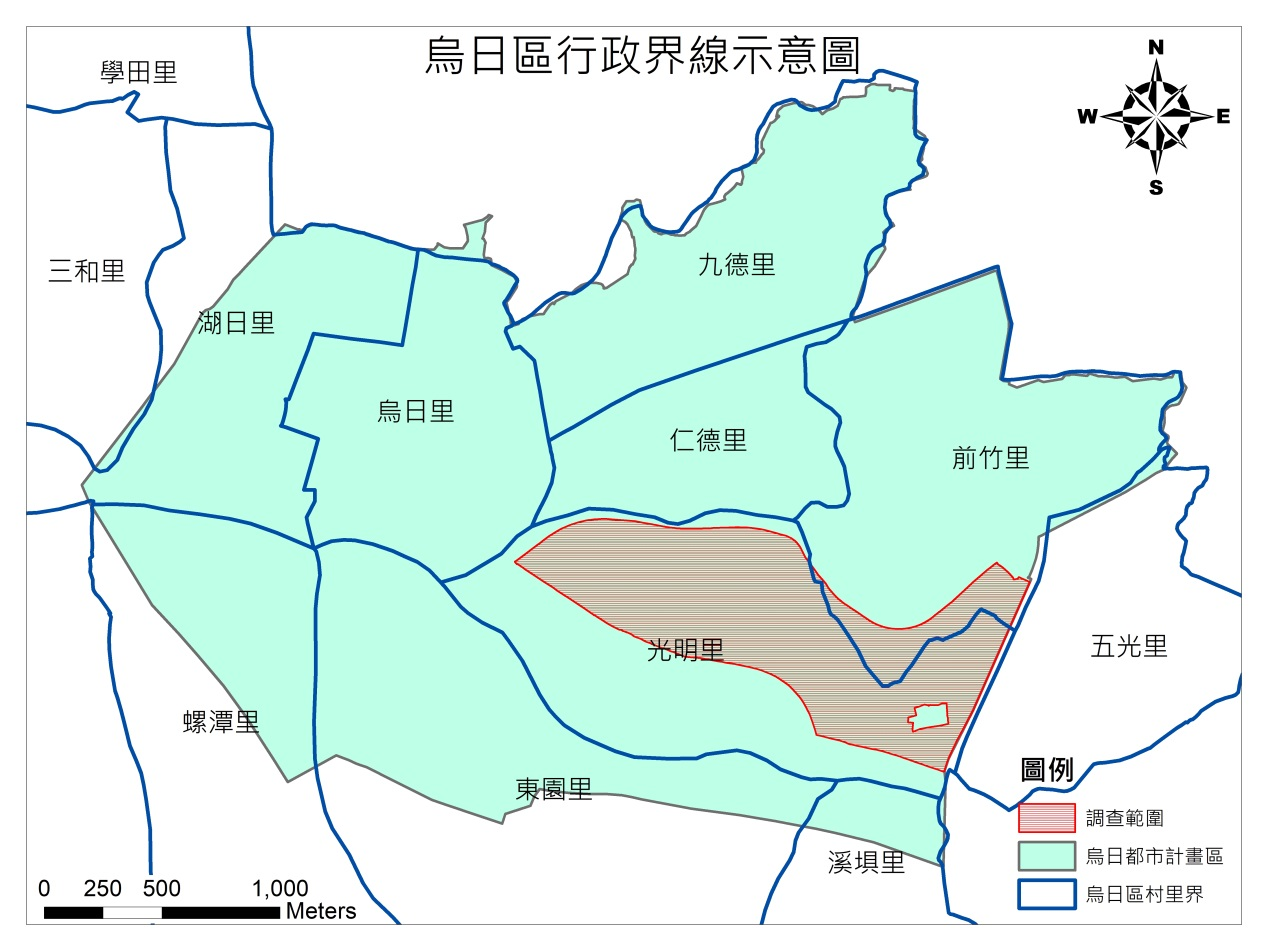 烏日區行政界線示意圖
N
W
E
S
學田里
三和里
湖日里
烏日里
九德里
仁德里
前竹里
光明里
五光里
螺潭里
東園里
溪埧里
圖例
調查範圍
烏日都市計畫區
烏日區村里界
0 250 500 1,000
Meters